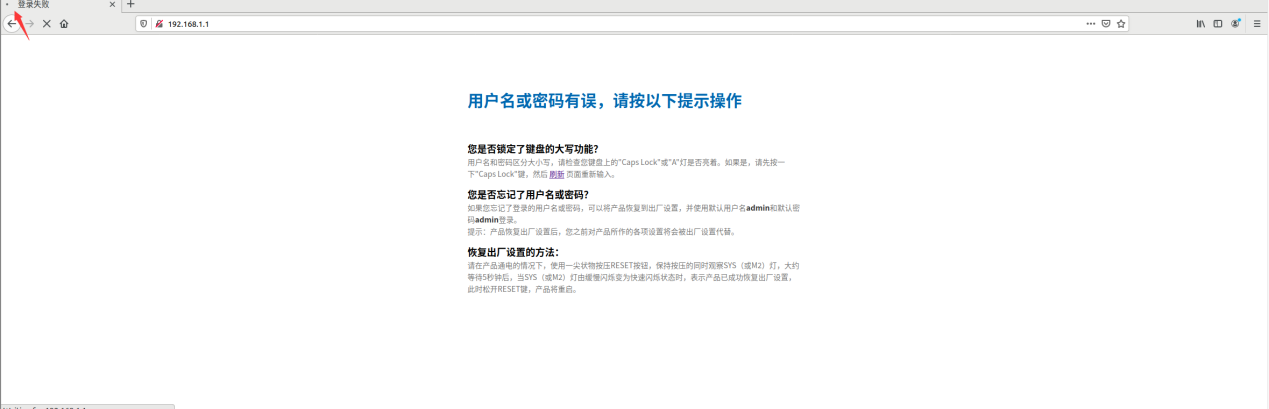 登录失败
192.168.1.1
用户名或密码有误，请按以下提示操作
您是否锁定了键盘的大写功能？
用户名和密码区分大小写，请检查您键盘上的"Caps Lock"或"A"灯是否亮着。如果是，请先按一
下"Caps Lock"键，然后 刷新 页面重新输入。
您是否忘记了用户名或密码？
如果您忘记了登录的用户名或密码，可以将产品恢复到出厂设置，并使用默认用户名admin和默认密
码admin登录。
提示：产品恢复出厂设置后，您之前对产品所作的各项设置将会被出厂设置代替。
恢复出厂设置的方法：
请在产品通电的情况下，使用一尖状物按压RESET按钮，保持按压的同时观察SYS（或M2）灯，大约
等待5秒钟后，当SYS（或M2）灯由缓慢闪烁变为快速闪烁状态时，表示产品已成功恢复出厂设置，
此时松开RESET键，产品将重启。